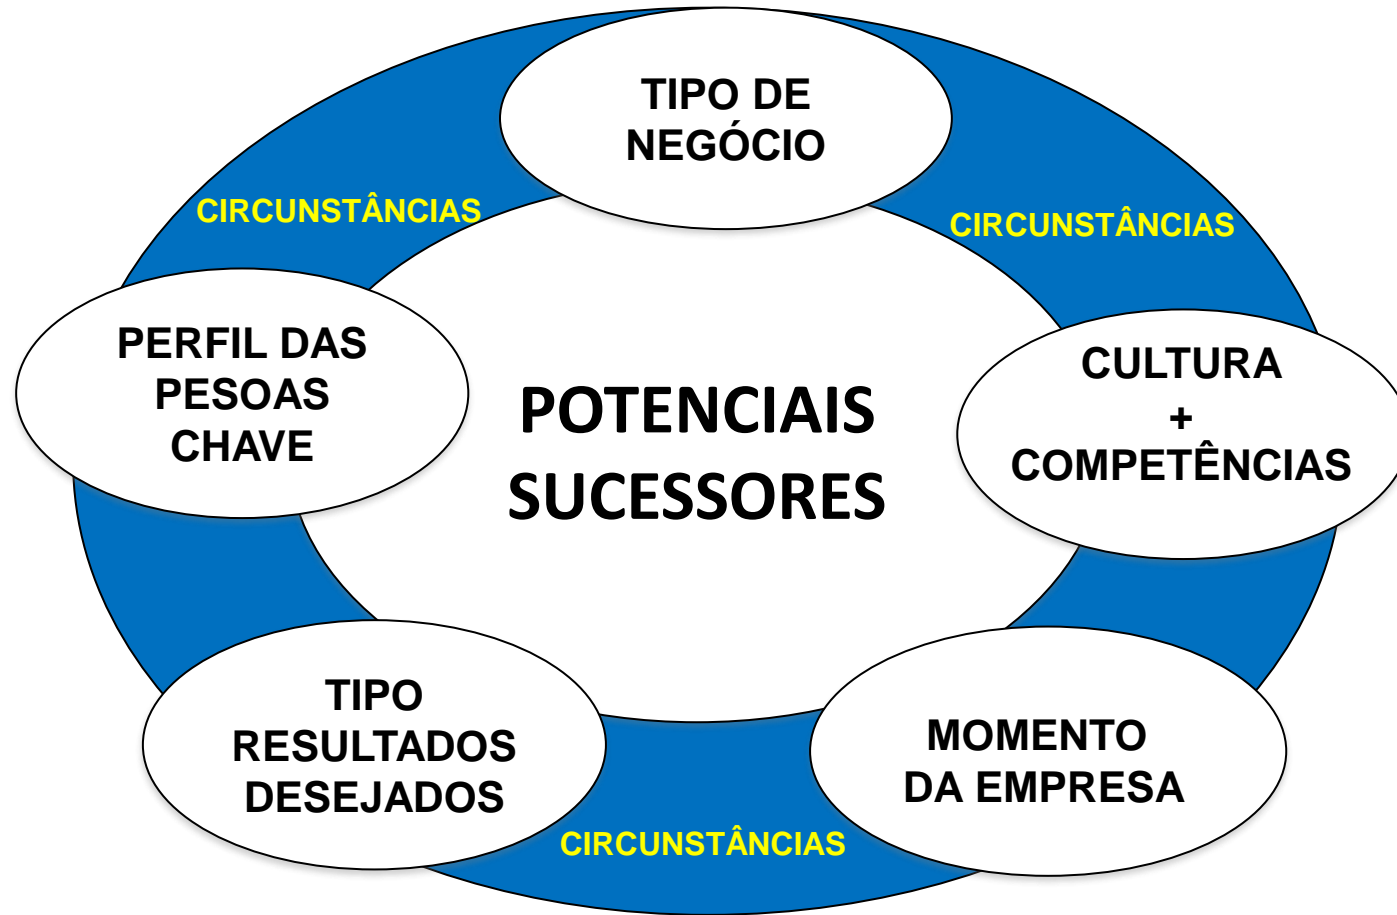 TIPO DE
NEGÓCIO
CIRCUNSTÂNCIAS
CIRCUNSTÂNCIAS
PERFIL DAS
PESOAS
CHAVE
POTENCIAIS
SUCESSORES
CULTURA
+
COMPETÊNCIAS
TIPO
RESULTADOS
DESEJADOS
MOMENTO
DA EMPRESA
CIRCUNSTÂNCIAS